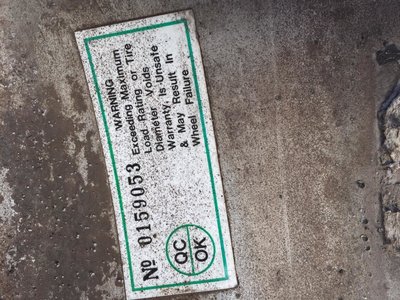 WARNING
Exceeding Maximum
Load Rating or Tire
Diameter Voids
Warranty, Is Unsafe
& May Result In
Wheel Failure
Nº 0159053
QC
OK